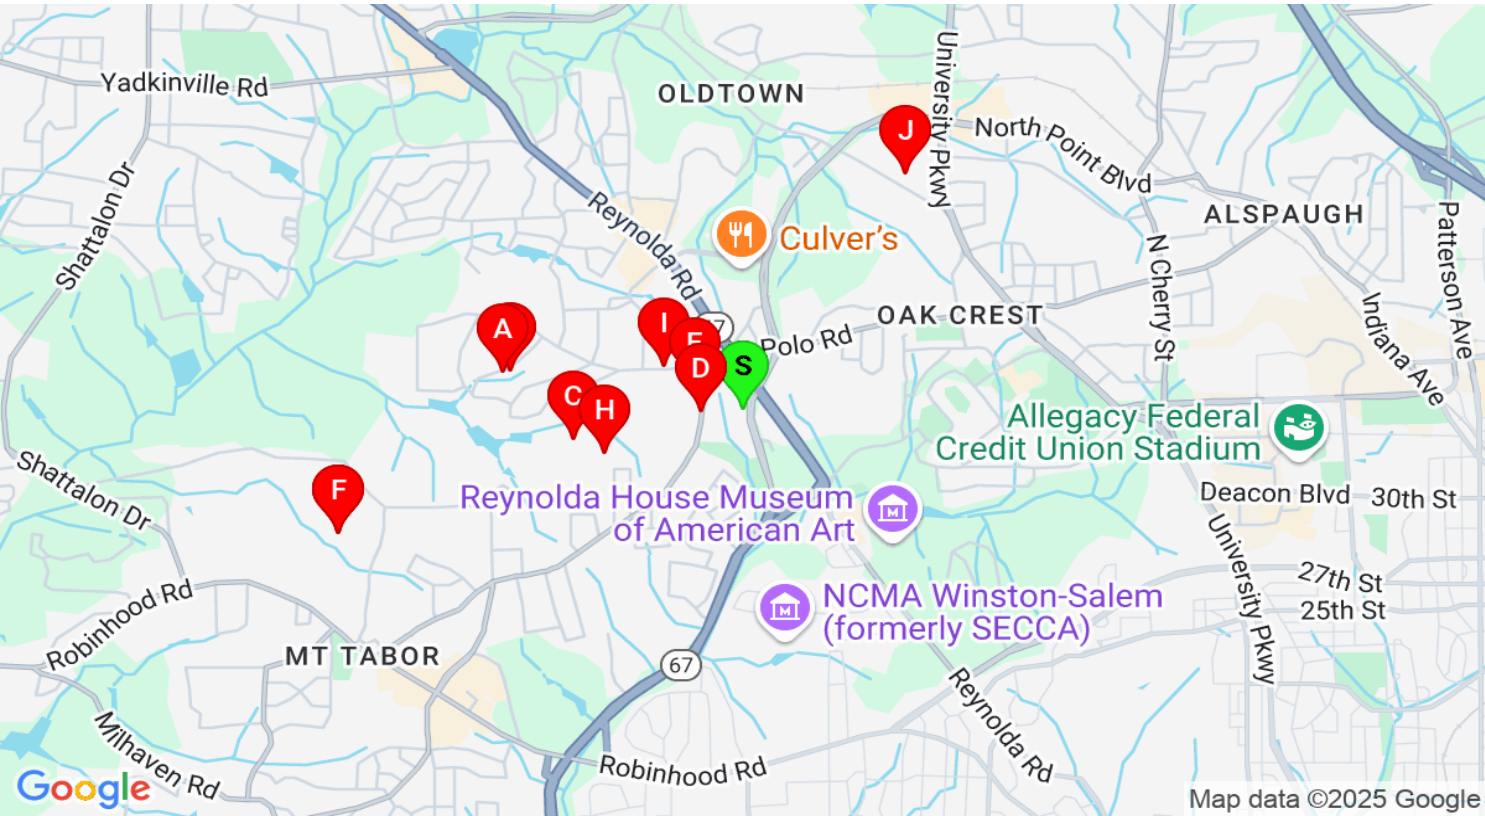 Yadkinville Rd
OLDTOWN
University Pkwy
J
North Point Blvd
Shattalon Dr
Reynolda Rd
ALSPAUGH
Patterson Ave
Culver's
N Cherry St
A
I
OAK CREST
Polo Rd
Indiana Ave
D
S
C
H
Allegacy Federal
Credit Union Stadium
Shattalon Dr
F
Reynolda House Museum
of American Art
Deacon Blvd
30th St
University Pkwy
27th St
25th St
Robinhood Rd
NCMA Winston-Salem
(formerly SECCA)
MT TABOR
67
Reynolda Rd
Milhaven Rd
Robinhood Rd
Google
Map data ©2025 Google